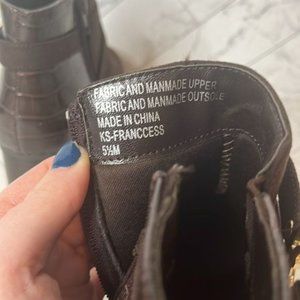 FABRIC AND MANMADE UPPER
FABRIC AND MANMADE OUTSOLE
MADE IN CHINA
KS-FRANCCESS
5½M